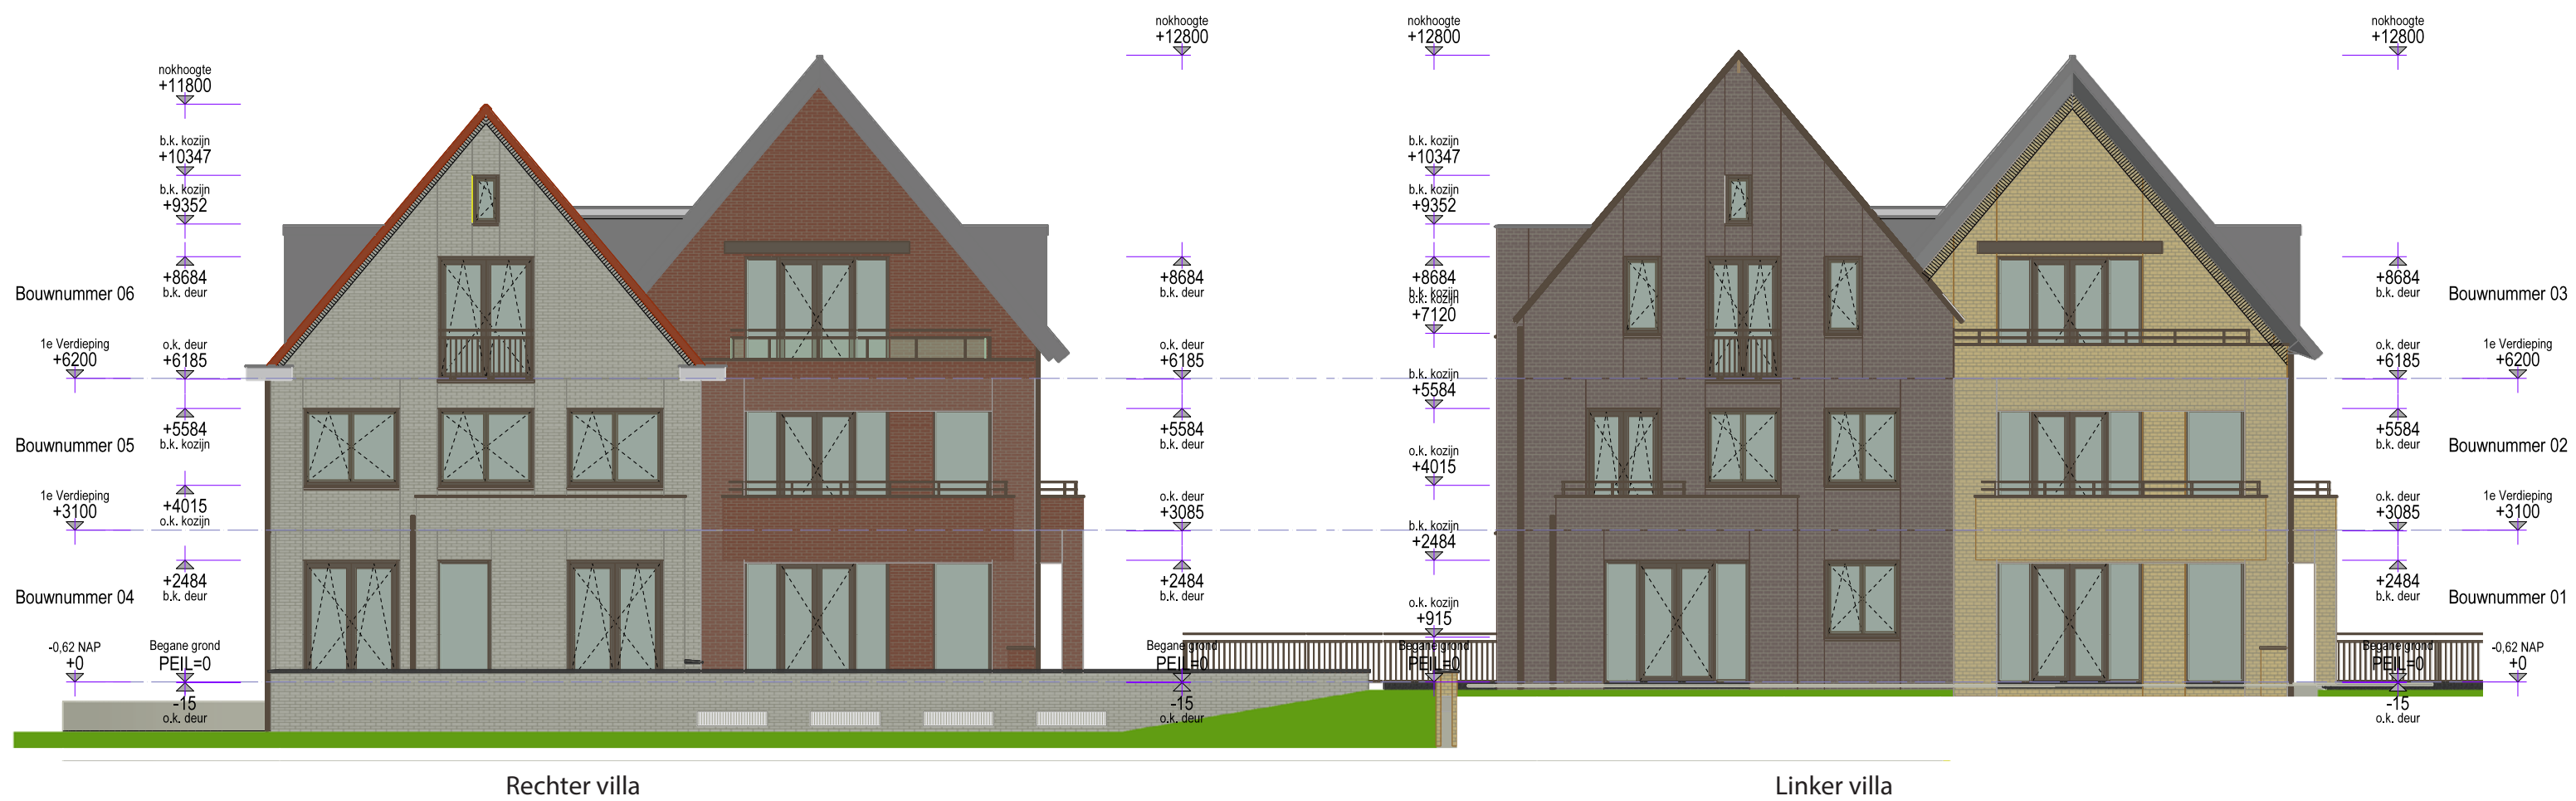 nokhoogte
+11800
b.k. kozijn
+10347
b.k. kozijn
+9352
+8684
b.k. deur
Bouwnummer 06
1e Verdieping
+6200
o.k. deur
+6185
+5584
b.k. kozijn
Bouwnummer 05
1e Verdieping
+3100
+4015
o.k. kozijn
+2484
b.k. deur
Bouwnummer 04
-0,62 NAP
+0
Begane grond
PEIL=0
-15
o.k. deur
nokhoogte
+12800
+8684
b.k. deur
o.k. deur
+6185
+5584
b.k. deur
o.k. deur
+3085
+2484
b.k. deur
Begane grond
PEIL=0
-15
o.k. deur
nokhoogte
+12800
b.k. kozijn
+10347
b.k. kozijn
+9352
+8684
b.k. kozijn
o.k. kozijn
+7120
b.k. kozijn
+5584
o.k. kozijn
+4015
b.k. kozijn
+2484
o.k. kozijn
+915
Begane grond
PEIL=0
nokhoogte
+12800
+8684
b.k. deur
Bouwnummer 03
o.k. deur
+6185
1e Verdieping
+6200
+5584
b.k. deur
Bouwnummer 02
o.k. deur
+3085
1e Verdieping
+3100
+2484
b.k. deur
Bouwnummer 01
Begane grond
PEIL=0
-0,62 NAP
+0
-15
o.k. deur
Rechter villa
Linker villa